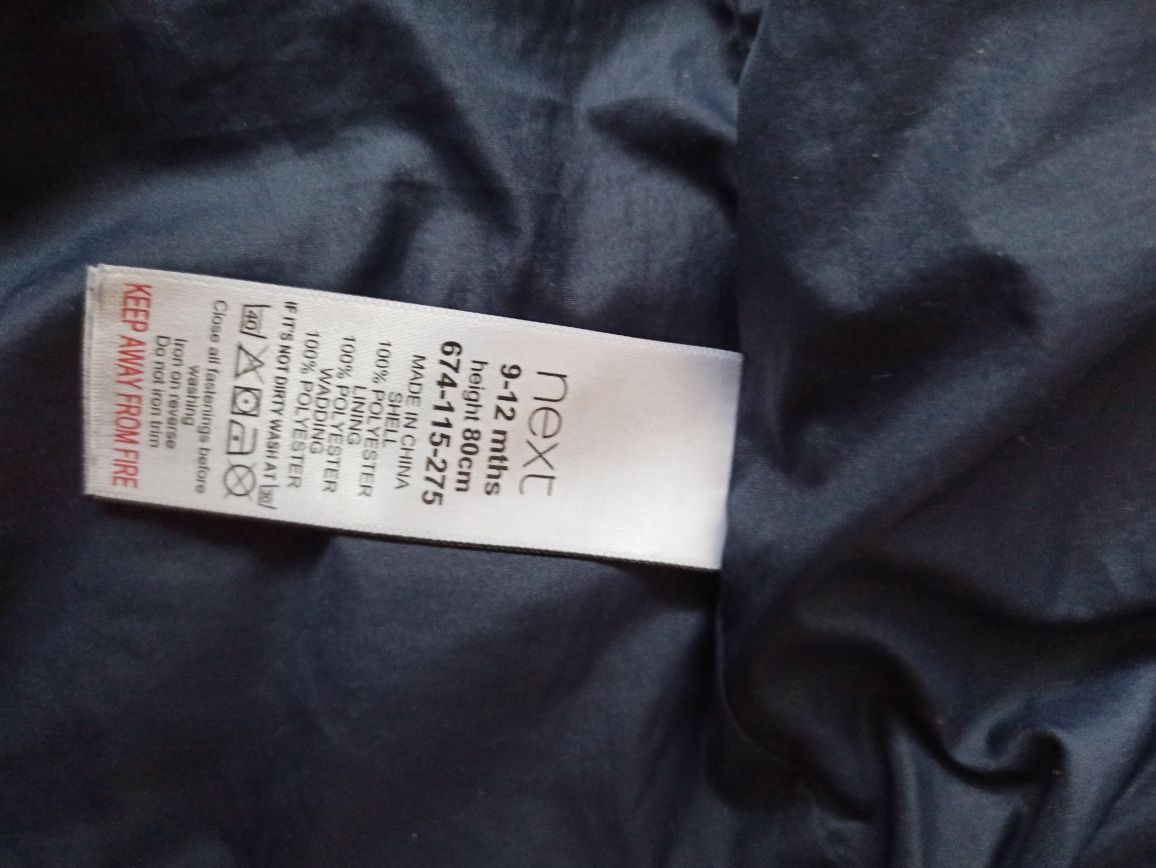 next
9-12 mths
height 80cm
674-115-275
MADE IN CHINA
SHELL
100% POLYESTER
LINING
100% POLYESTER
WADDING
100% POLYESTER
IF IT'S NOT DIRTY WASH AT 30
40
Close all fastenings before
washing
Iron on reverse
Do not iron trim
KEEP AWAY FROM FIRE